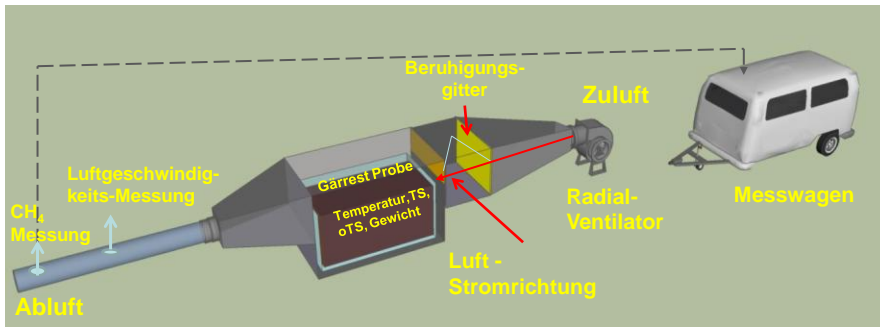 Beruhigungs-
gitter
Zuluft
Luftgeschwindig-
keits-Messung
Gärrest Probe
Temperatur,TS,
oTS, Gewicht
CH4
Messung
Radial-
Ventilator
Messwagen
Luft -
Stromrichtung
Abluft